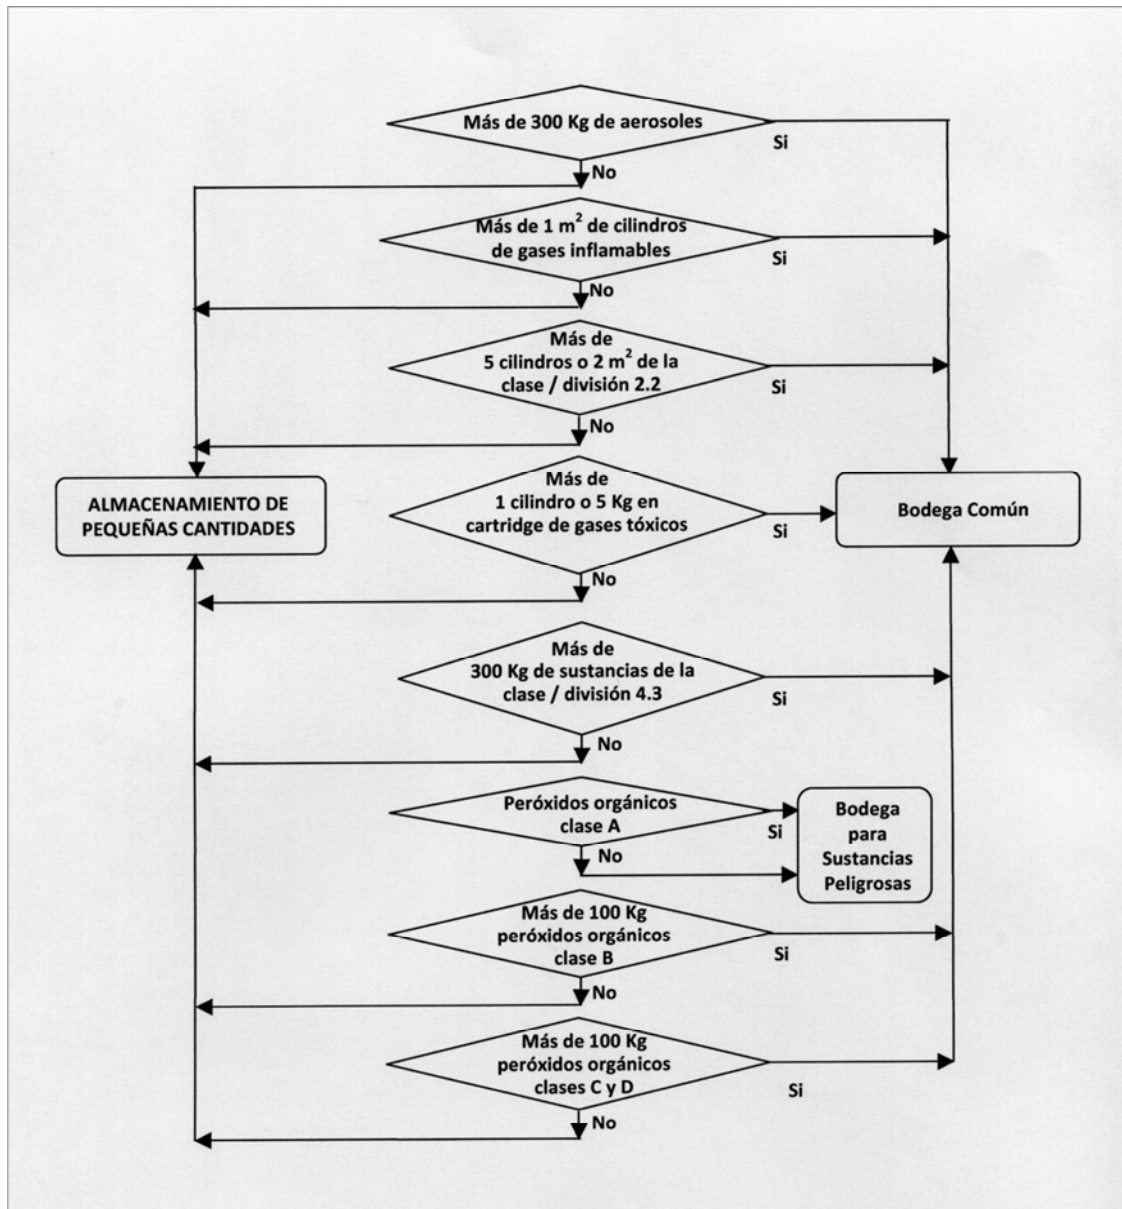 Más de 300 Kg de aerosoles
Si
No
Más de 1 m² de cilindros
de gases inflamables
Si
No
Más de
5 cilindros o 2 m² de la
clase / división 2.2
Si
No
ALMACENAMIENTO DE
PEQUEÑAS CANTIDADES
Más de
1 cilindro o 5 Kg en
cartridge de gases tóxicos
Si
No
Bodega Común
Más de
300 Kg de sustancias de la
clase / división 4.3
Si
No
Peróxidos orgánicos
clase A
Si
No
Bodega
para
Sustancias
Peligrosas
Más de 100 Kg
peróxidos orgánicos
clase B
Si
No
Más de 100 Kg
peróxidos orgánicos
clases C y D
Si
No